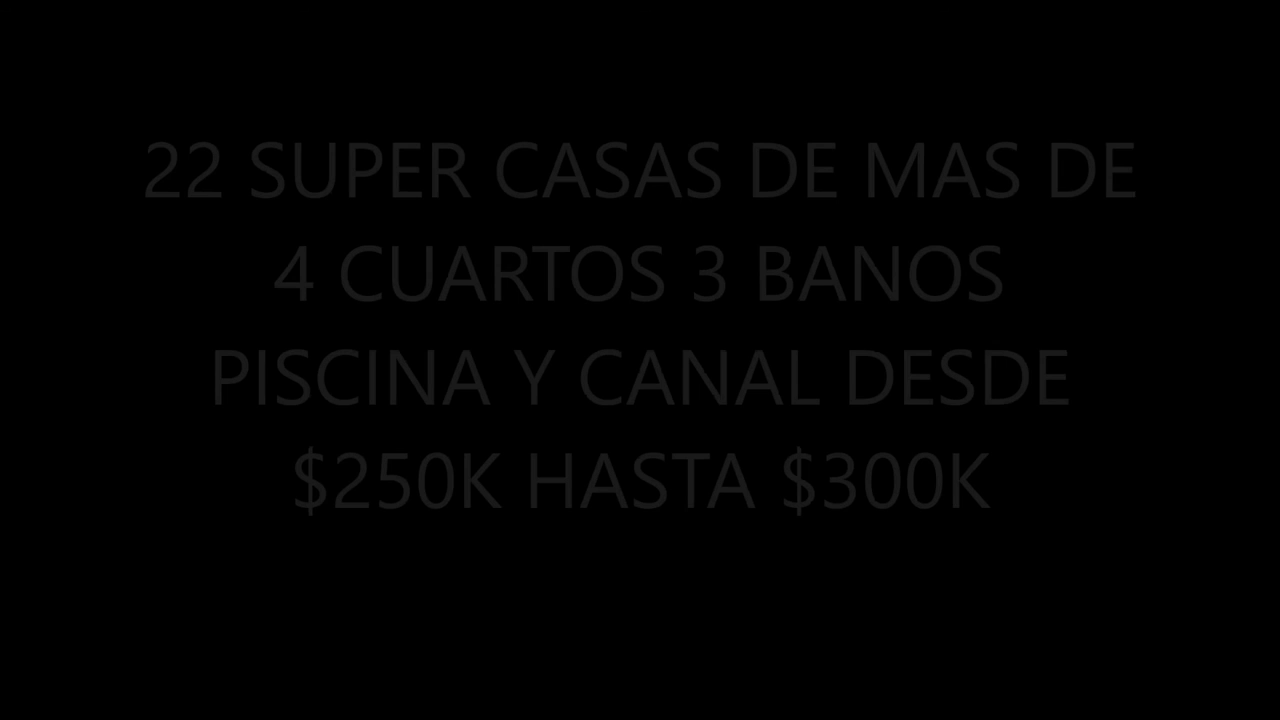 22 SUPER CASAS DE MAS DE
4 CUARTOS 3 BANOS
PISCINA Y CANAL DESDE
$250K HASTA $300K